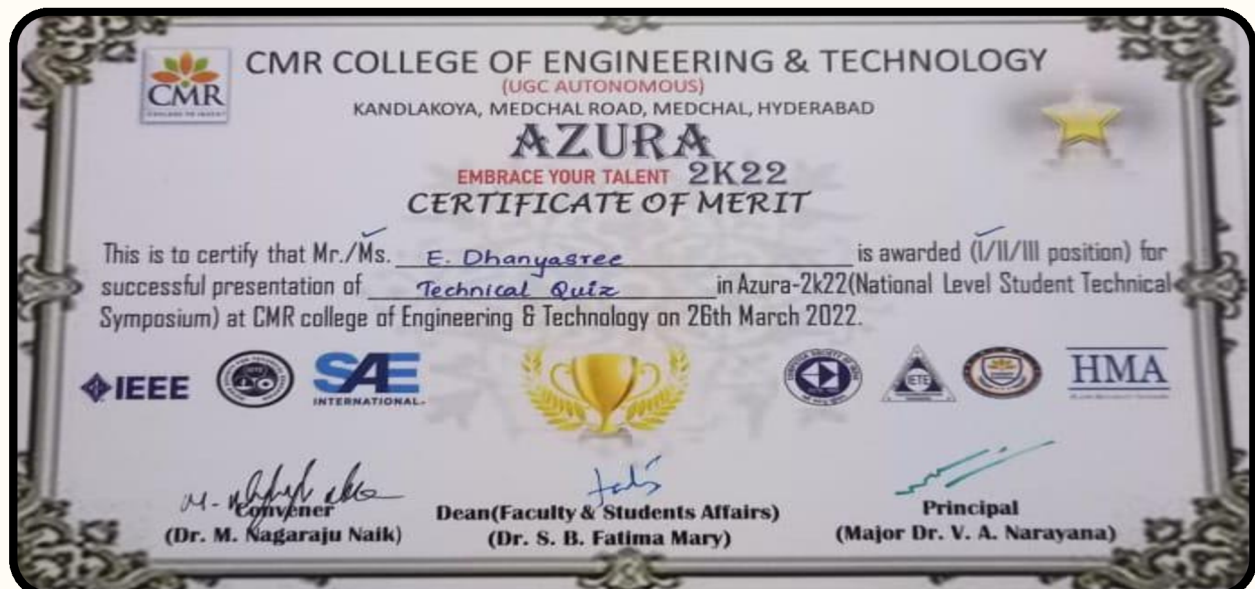 CMR COLLEGE OF ENGINEERING & TECHNOLOGY
CMR
(UGC AUTONOMOUS)
KANDLAKOYA, MEDCHAL ROAD, MEDCHAL, HYDERABAD
AZURA
EMBRACE YOUR TALENT 2K22
CERTIFICATE OF MERIT
This is to certify that Mr./Ms. E. Dhanyasree is awarded (I/II/III position) for
successful presentation of Technical Quiz in Azura-2k22(National Level Student Technical
Symposium) at CMR college of Engineering & Technology on 26th March 2022.
IEEE
SAE
INTERNATIONAL
IETE
HMA
Convener
(Dr. M. Nagaraju Naik)
Dean(Faculty & Students Affairs)
(Dr. S. B. Fatima Mary)
Principal
(Major Dr. V. A. Narayana)